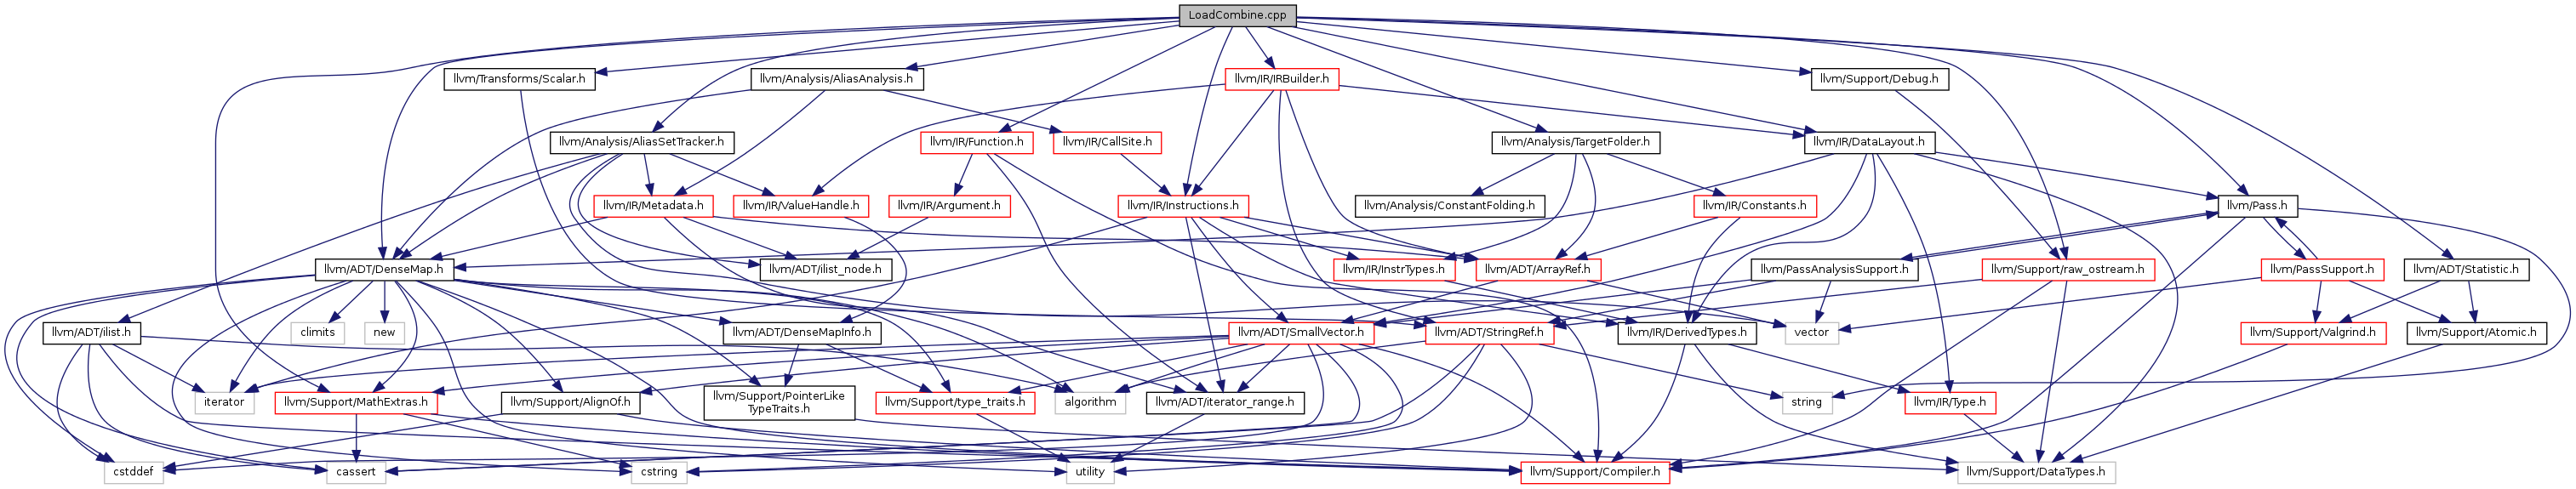 LoadCombine.cpp
llvm/Transforms/Scalar.h
llvm/Analysis/AliasAnalysis.h
llvm/IR/IRBuilder.h
llvm/Support/Debug.h
llvm/Analysis/AliasSetTracker.h
llvm/IR/Function.h
llvm/IR/CallSite.h
llvm/Analysis/TargetFolder.h
llvm/IR/DataLayout.h
llvm/IR/Metadata.h
llvm/IR/ValueHandle.h
llvm/IR/Argument.h
llvm/IR/Instructions.h
llvm/Analysis/ConstantFolding.h
llvm/IR/Constants.h
llvm/Pass.h
llvm/ADT/DenseMap.h
llvm/ADT/ilist_node.h
llvm/IR/InstrTypes.h
llvm/ADT/ArrayRef.h
llvm/PassAnalysisSupport.h
llvm/Support/raw_ostream.h
llvm/PassSupport.h
llvm/ADT/Statistic.h
llvm/ADT/ilist.h
climits
new
llvm/ADT/DenseMapInfo.h
llvm/ADT/SmallVector.h
llvm/ADT/StringRef.h
llvm/IR/DerivedTypes.h
vector
llvm/Support/Valgrind.h
llvm/Support/Atomic.h
iterator
llvm/Support/MathExtras.h
llvm/Support/AlignOf.h
llvm/Support/PointerLike
TypeTraits.h
llvm/Support/type_traits.h
algorithm
llvm/ADT/iterator_range.h
string
llvm/IR/Type.h
cstddef
cassert
cstring
utility
llvm/Support/Compiler.h
llvm/Support/DataTypes.h